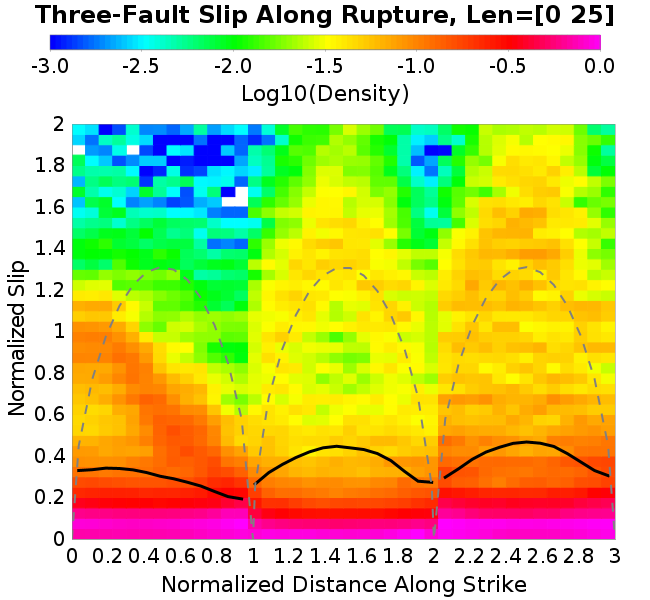 Three-Fault Slip Along Rupture, Len=[0 25]
-3.0 -2.5 -2.0 -1.5 -1.0 -0.5 0.0
Log10(Density)
2
1.8
1.6
1.4
1.2
1
0.8
0.6
0.4
0.2
0
Normalized Slip
0 0.2 0.4 0.6 0.8 1 1.2 1.4 1.6 1.8 2 2.2 2.4 2.6 2.8 3
Normalized Distance Along Strike